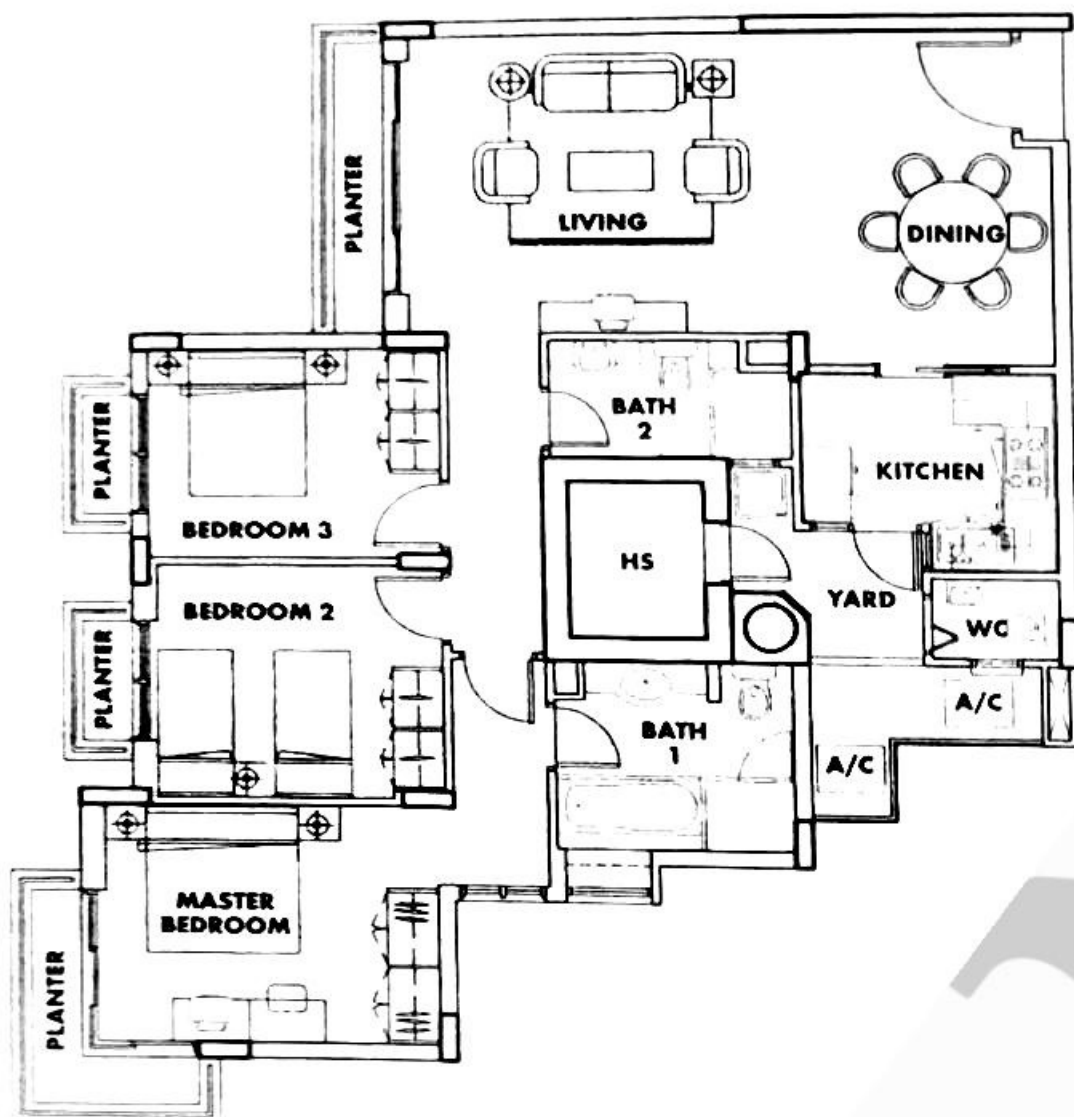 PLANTER
LIVING
DINING
PLANTER
BATH
2
KITCHEN
BEDROOM 3
HS
YARD
BEDROOM 2
WC
PLANTER
A/C
BATH
1
A/C
MASTER
BEDROOM
PLANTER